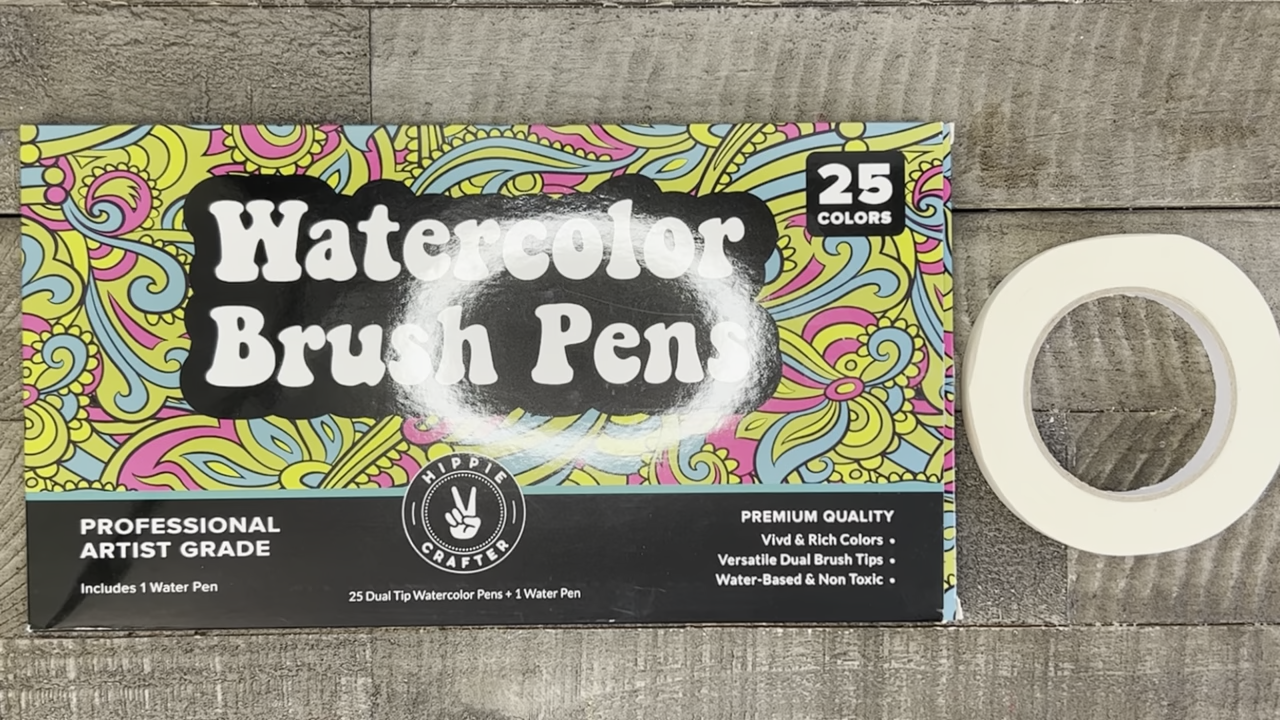 25
COLORS
Watercolor
Brush Pens
HIPPIE
CRAFTER
PROFESSIONAL
ARTIST GRADE
Includes 1 Water Pen
25 Dual Tip Watercolor Pens + 1 Water Pen
PREMIUM QUALITY
Vivd & Rich Colors •
Versatile Dual Brush Tips •
Water-Based & Non Toxic •